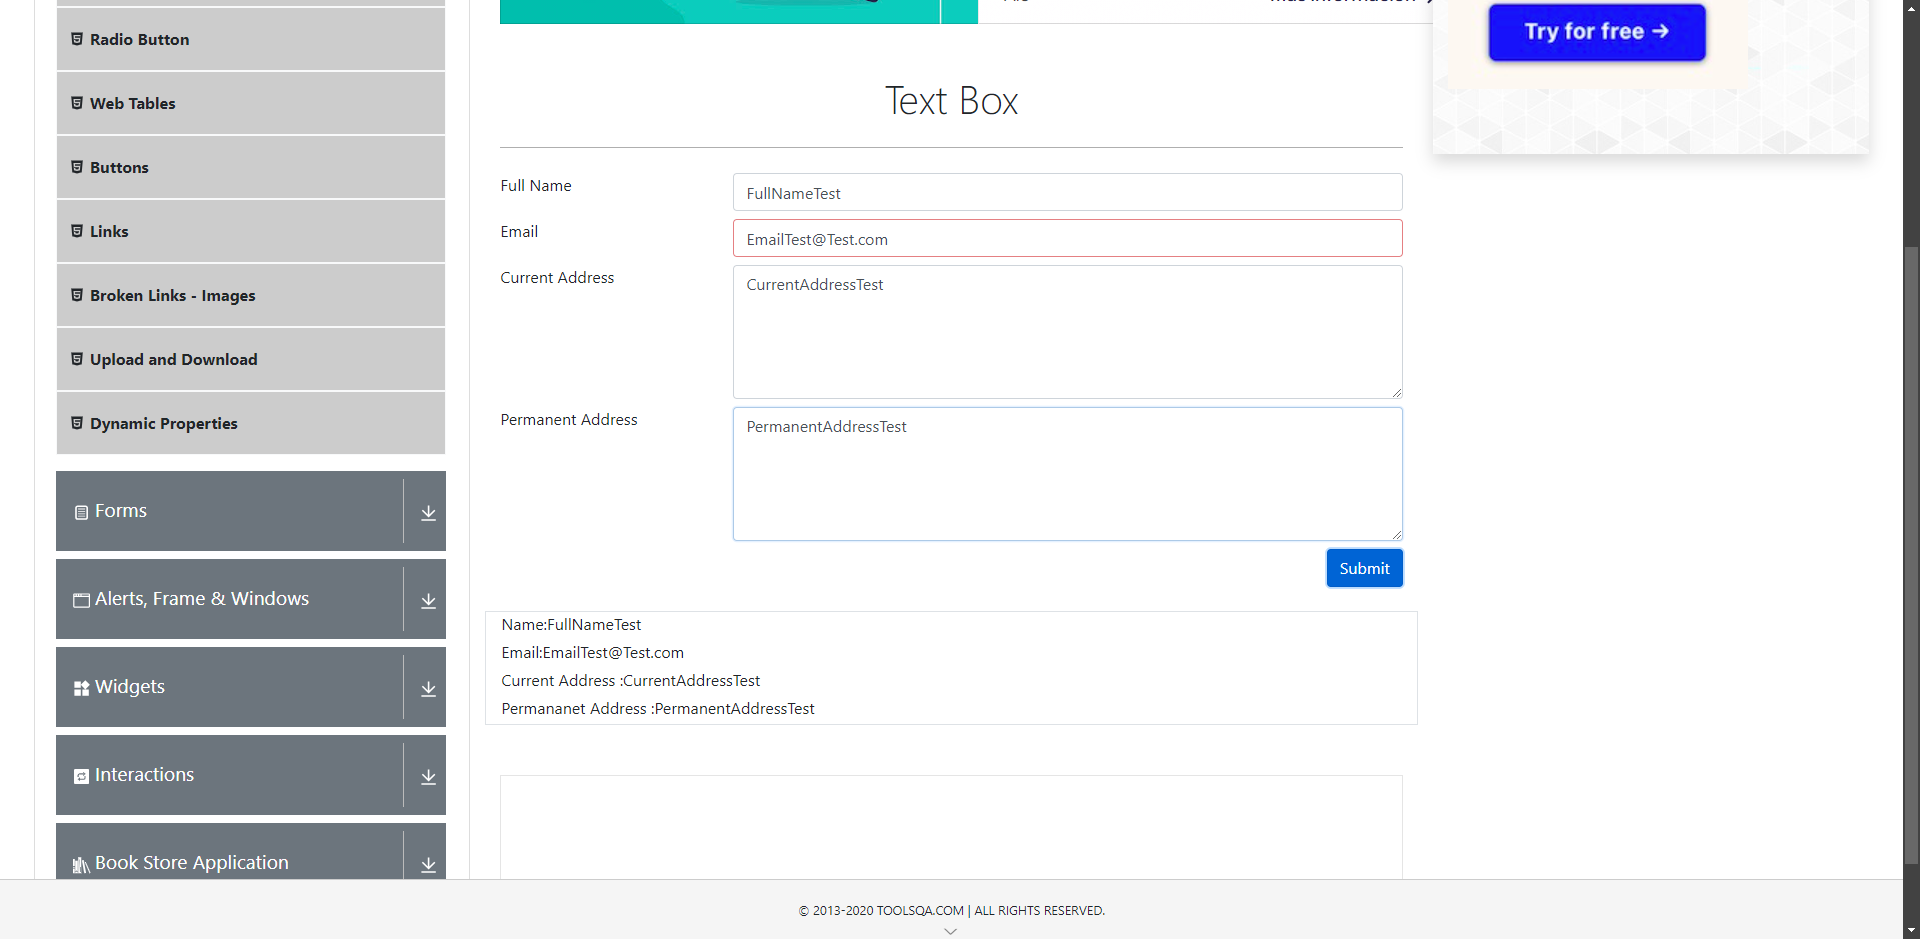 Radio Button
Web Tables
Buttons
Links
Broken Links - Images
Upload and Download
Dynamic Properties
Forms
Alerts, Frame & Windows
Widgets
Interactions
Book Store Application
Try for free →
Text Box
Full Name
FullNameTest
Email
EmailTest@Test.com
Current Address
CurrentAddressTest
Permanent Address
PermanentAddressTest
Submit
Name:FullNameTest
Email:EmailTest@Test.com
Current Address :CurrentAddressTest
Permananet Address :PermanentAddressTest
© 2013-2020 TOOLSQA.COM | ALL RIGHTS RESERVED.